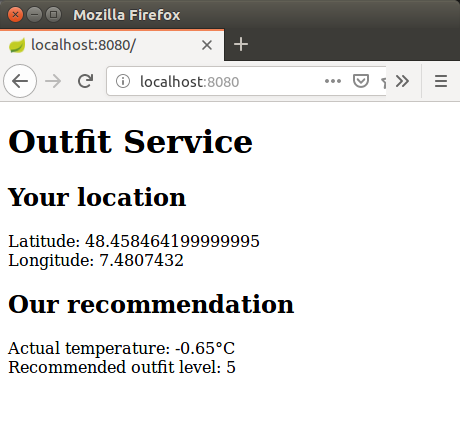 Mozilla Firefox
localhost:8080/
localhost:8080
Outfit Service
Your location
Latitude: 48.458464199999995
Longitude: 7.4807432
Our recommendation
Actual temperature: -0.65°C
Recommended outfit level: 5